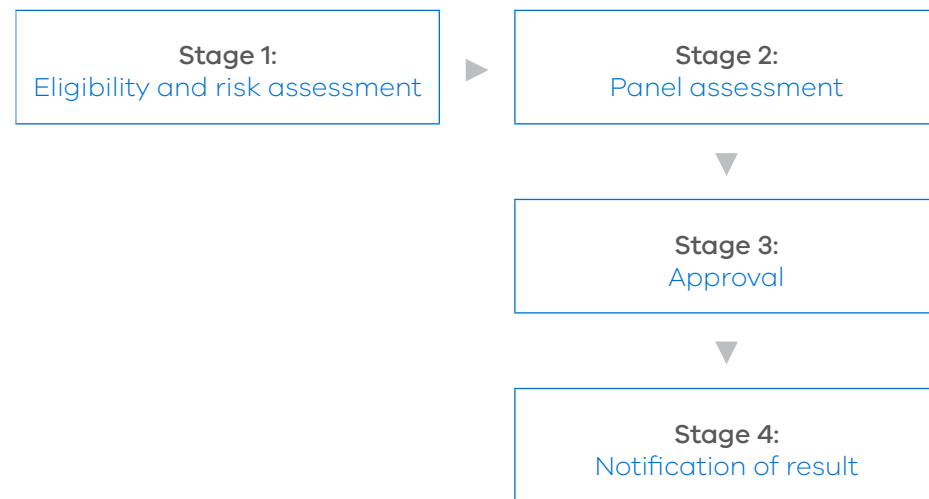 Stage 1:
Eligibility and risk assessment
Stage 2:
Panel assessment
Stage 3:
Approval
Stage 4:
Notification of result